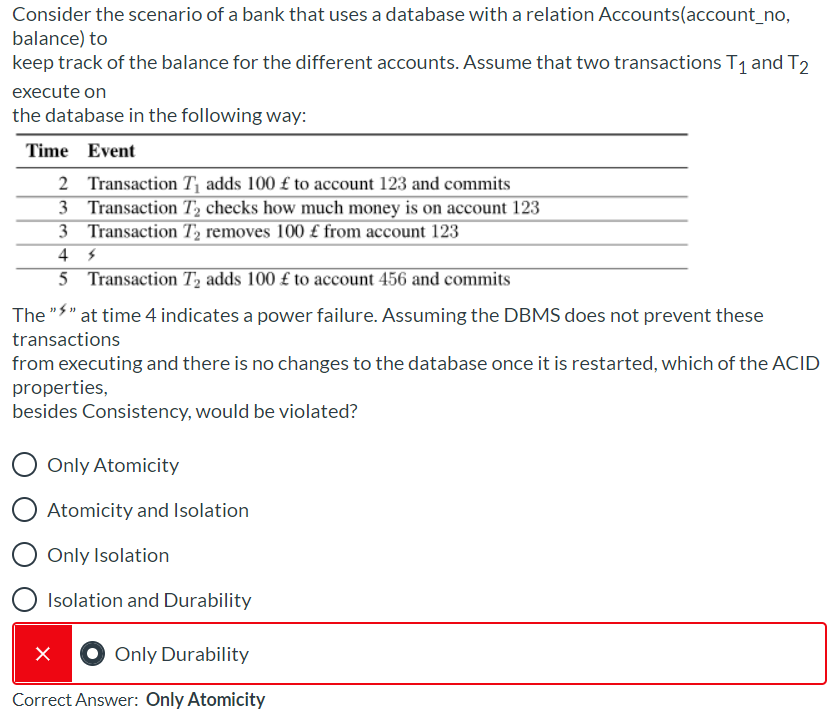 Consider the scenario of a bank that uses a database with a relation Accounts(account_no,
balance) to
keep track of the balance for the different accounts. Assume that two transactions T1 and T2
execute on
the database in the following way:
Time Event
2 Transaction T1 adds 100 £ to account 123 and commits
3 Transaction T2 checks how much money is on account 123
3 Transaction T2 removes 100 £ from account 123
4 ⚡
5 Transaction T2 adds 100 £ to account 456 and commits
The "⚡" at time 4 indicates a power failure. Assuming the DBMS does not prevent these
transactions
from executing and there is no changes to the database once it is restarted, which of the ACID
properties,
besides Consistency, would be violated?
Only Atomicity
Atomicity and Isolation
Only Isolation
Isolation and Durability
Only Durability
Correct Answer: Only Atomicity